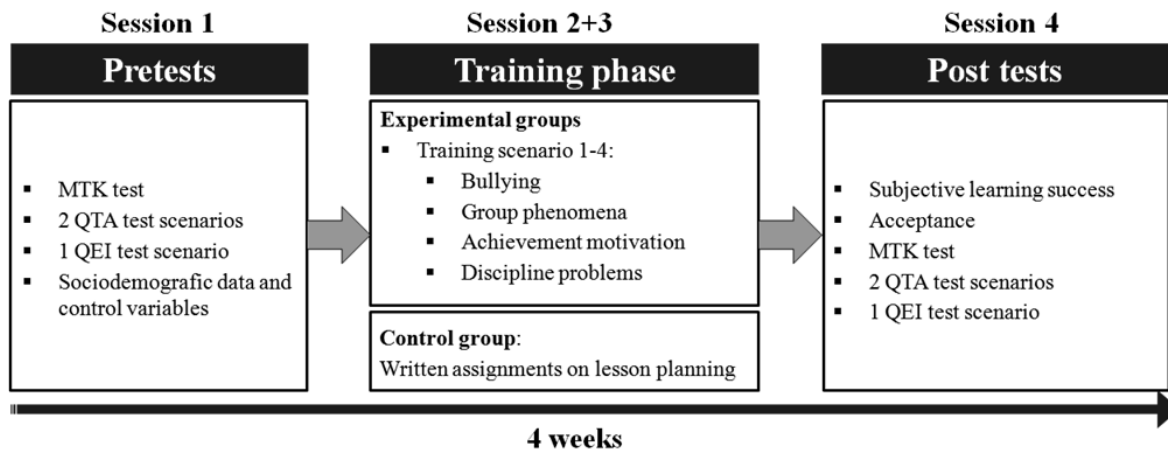 Session 1
Pretests
MTK test
2 QTA test scenarios
1 QEI test scenario
Sociodemografic data and
control variables
Session 2+3
Training phase
Experimental groups
Training scenario 1-4:
Bullying
Group phenomena
Achievement motivation
Discipline problems
Control group:
Written assignments on lesson planning
Session 4
Post tests
Subjective learning success
Acceptance
MTK test
2 QTA test scenarios
1 QEI test scenario
4 weeks